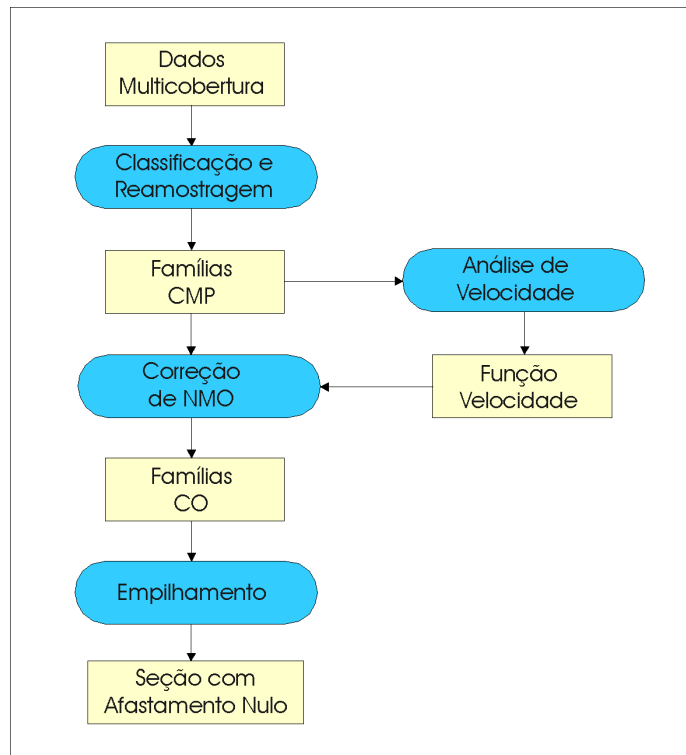 Dados
Multicobertura
Classificação e
Reamostragem
Famílias
CMP
Análise de
Velocidade
Correção
de NMO
Função
Velocidade
Famílias
CO
Empilhamento
Seção com
Afastamento Nulo